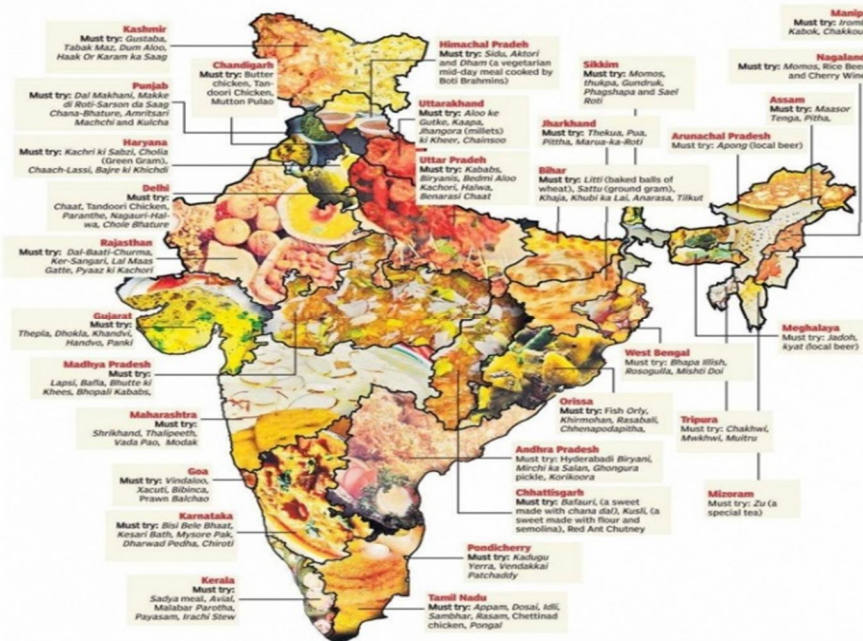 Kashmir
Must try: Gustaba,
Tabak Maz, Dum Aloo,
Haak Or Karam ka Saag
Chandigarh
Must try: Butter
chicken, Tan-
doori Chicken,
Mutton Pulao
Himachal Pradeh
Must try: Sidu, Aktori
and Dham (a vegetarian
mid-day meal cooked by
Boti Brahmins)
Punjab
Must try: Dal Makhani, Makke
di Roti-Sarson da Saag
Chana-Bhature, Amritsari
Machchi and Kulcha
Uttarakhand
Must try: Aloo ke
Gutke, Kaapa,
Jhangora (millets)
ki Kheer, Chainsoo
Haryana
Must try: Kachri ki Sabzi, Cholia
(Green Gram),
Chaach-Lassi, Bajre ki Khichdi
Uttar Pradeh
Must try: Kababs,
Biryanis, Bedmi Aloo
Kachori, Halwa,
Benarasi Chaat
Delhi
Must try:
Chaat, Tandoori Chicken,
Paranthe, Nagauri-Hal-
wa, Chole Bhature
Rajasthan
Must try: Dal-Baati-Churma,
Ker-Sangari, Lal Maas
Gatte, Pyaaz ki Kachori
Gujarat
Must try:
Thepla, Dhokla, Khandvi,
Handvo, Panki
Madhya Pradesh
Must try:
Lapsi, Bafla, Bhutte ki
Khees, Bhopali Kababs,
Maharashtra
Must try:
Shrikhand, Thalipeeth,
Vada Pao, Modak
Goa
Must try: Vindaloo,
Xacuti, Bibinca,
Prawn Balchao
Karnataka
Must try: Bisi Bele Bhaat,
Kesari Bath, Mysore Pak,
Dharwad Pedha, Chiroti
Kerala
Must try:
Sadya meal, Avial,
Malabar Parotha,
Payasam, Irachi Stew
Tamil Nadu
Must try: Appam, Dosai, Idli,
Sambhar, Rasam, Chettinad
chicken, Pongal
Pondicherry
Must try: Kadugu
Yerra, Vendakkai
Patchaddy
Chhattisgarh
Must try: Bafauri, (a sweet
made with chana dal), Kusli, (a
sweet made with flour and
semolina), Red Ant Chutney
Andhra Pradesh
Must try: Hyderabadi Biryani,
Mirchi ka Salan, Ghongura
pickle, Korikoora
Orissa
Must try: Fish Orly,
Khirmohan, Rasabali,
Chhenapodapitha,
West Bengal
Must try: Bhapa Illish,
Rosogulla, Mishti Doi
Bihar
Must try: Litti (baked balls of
wheat), Sattu (ground gram),
Khaja, Khubi ka Lai, Anarasa, Tilkut
Jharkhand
Must try: Thekua, Pua,
Pittha, Marua-ka-Roti
Sikkim
Must try: Momos,
thukpa, Gundruk,
Phagshapa and Sael
Roti
Arunachal Pradesh
Must try: Apong (local beer)
Assam
Must try: Maasor
Tenga, Pitha,
Nagaland
Must try: Momos, Rice Beer
and Cherry Win
Manip
Must try: Iromb
Kabok, Chakkou
Meghalaya
Must try: Jadoh,
kyat (local beer)
Tripura
Must try: Chakhwi,
Mwkhwi, Muitru
Mizoram
Must try: Zu (a
special tea)